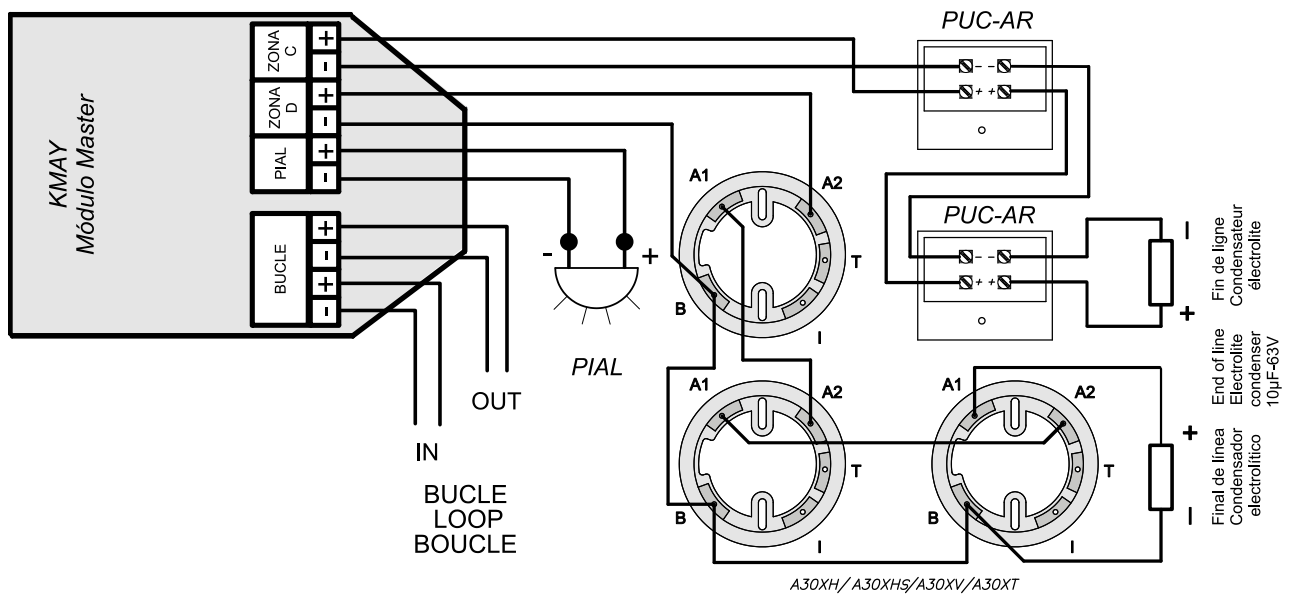 KMAY
Módulo Master
ZONA
C
+
-
ZONA
D
+
-
PIAL
+
-
BUCLE
+
-
+
-
IN
OUT
BUCLE
LOOP
BOUCLE
- +
PIAL
A1
A2
T
B
I
A1
A2
T
B
I
A1
A2
T
B
I
A30XH/ A30XHS/A30XV/A30XT
PUC-AR
- -
+ +
PUC-AR
- -
+ +
-
+
Fin de ligne
Condensateur
électrolite
End of line
Electrolite
condenser
10µF-63V
+
-
Final de línea
Condensador
electrolítico